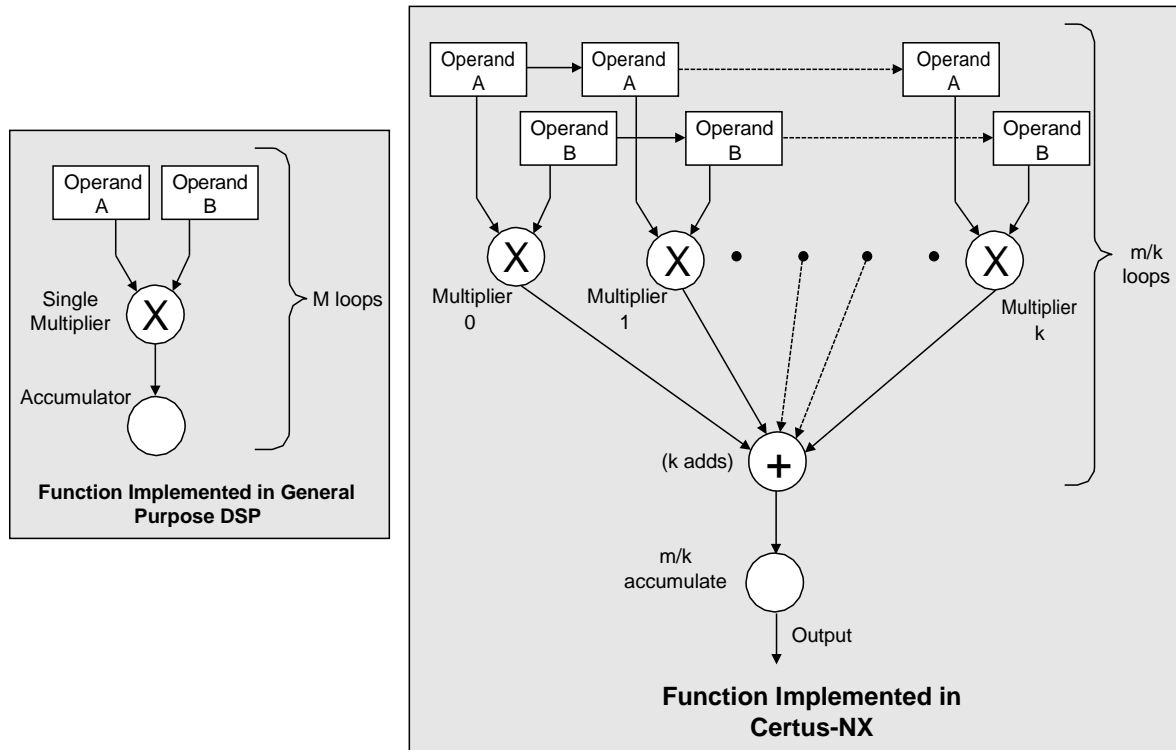 Operand
A
Operand
B
Single
Multiplier
X
M loops
Accumulator
Function Implemented in General
Purpose DSP
Operand
A
Operand
A
Operand
A
Operand
B
Operand
B
Operand
B
X
X
X
m/k
loops
Multiplier
0
Multiplier
1
Multiplier
k
(k adds)
+
m/k
accumulate
Output
Function Implemented in
Certus-NX